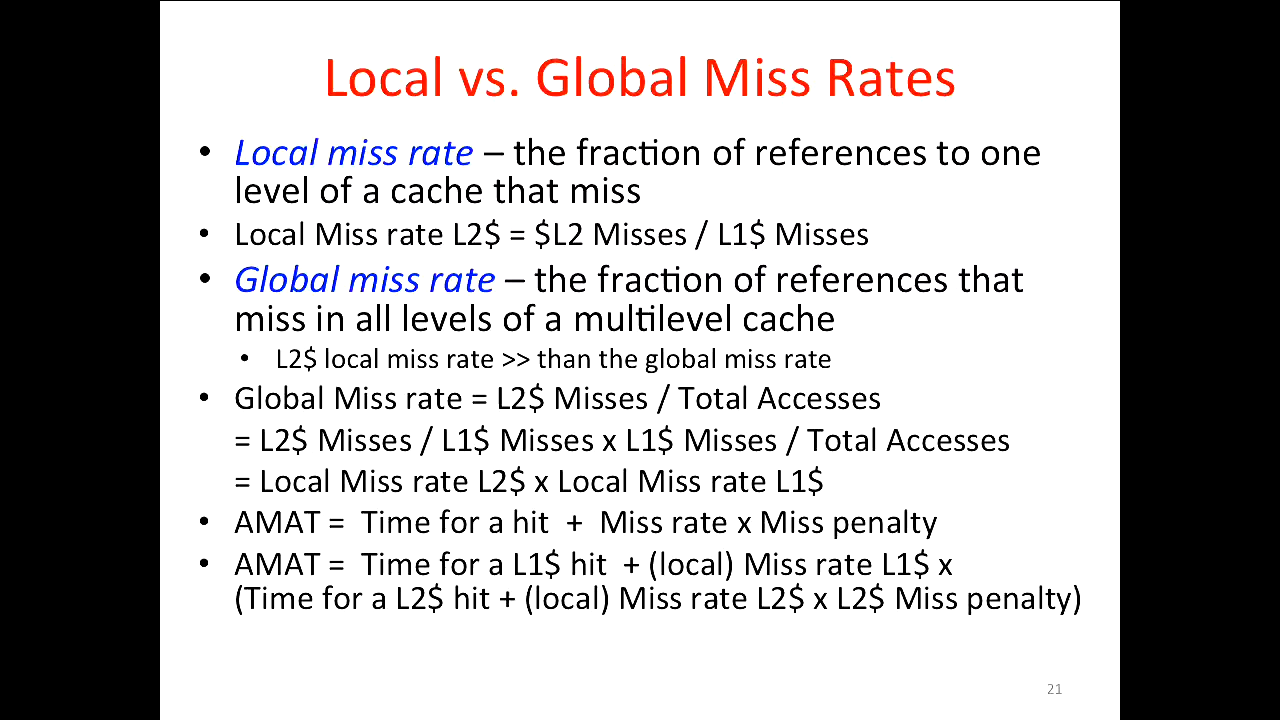 Local vs. Global Miss Rates
• Local miss rate – the fraction of references to one
level of a cache that miss
• Local Miss rate L2$ = $L2 Misses / L1$ Misses
• Global miss rate – the fraction of references that
miss in all levels of a multilevel cache
• L2$ local miss rate >> than the global miss rate
• Global Miss rate = L2$ Misses / Total Accesses
= L2$ Misses / L1$ Misses x L1$ Misses / Total Accesses
= Local Miss rate L2$ x Local Miss rate L1$
• AMAT = Time for a hit + Miss rate x Miss penalty
• AMAT = Time for a L1$ hit + (local) Miss rate L1$ x
(Time for a L2$ hit + (local) Miss rate L2$ x L2$ Miss penalty)
21